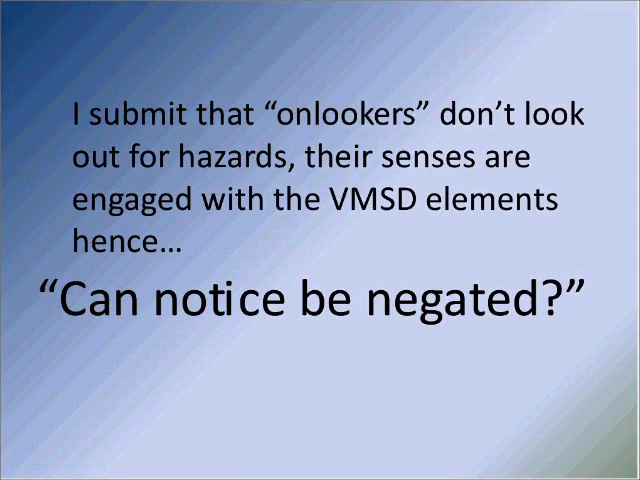 I submit that “onlookers” don’t look
out for hazards, their senses are
engaged with the VMSD elements
hence…
“Can notice be negated?”